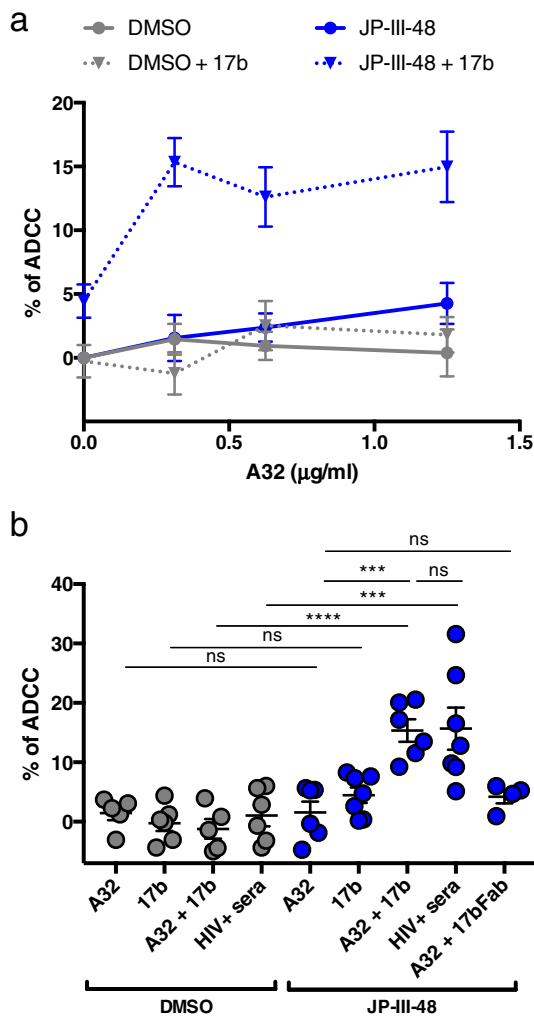 a
DMSO
JP-III-48
DMSO + 17b
JP-III-48 + 17b
20
15
10
5
0
% of ADCC
0.0
0.5
1.0
1.5
A32 (μg/ml)
b
ns
*** ns
***
****
ns
ns
40
30
20
10
0
% of ADCC
A32
17b
A32 + 17b
HIV+ sera
A32
17b
A32 + 17b
HIV+ sera
A32 + 17bFab
DMSO
JP-III-48